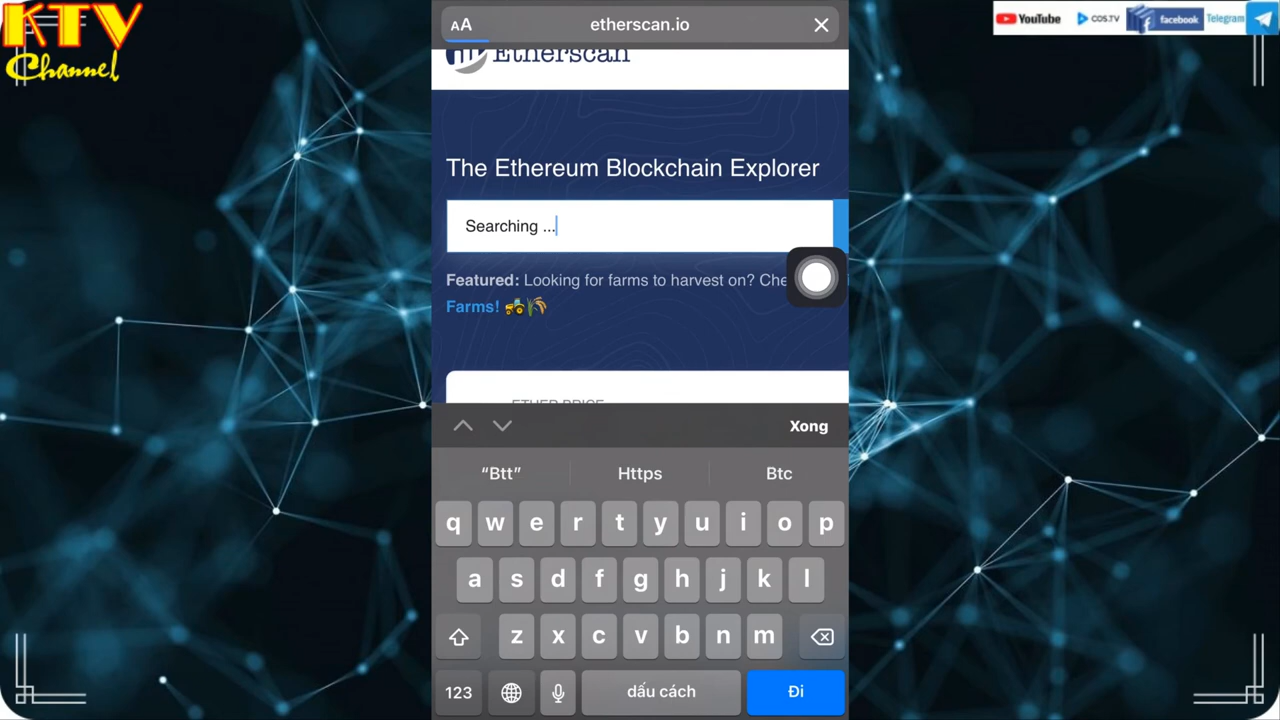 KTV
Channel
YouTube
COS.TV
facebook
Telegram
AA
etherscan.io
Etherscan
The Ethereum Blockchain Explorer
Searching ...
Featured: Looking for farms to harvest on? Che
Farms! 🚜🌾
ETHER PRICE
Xong
“Btt”
Https
Btc
q w e r t y u i o p
a s d f g h j k l
z x c v b n m
123
dấu cách
Đi